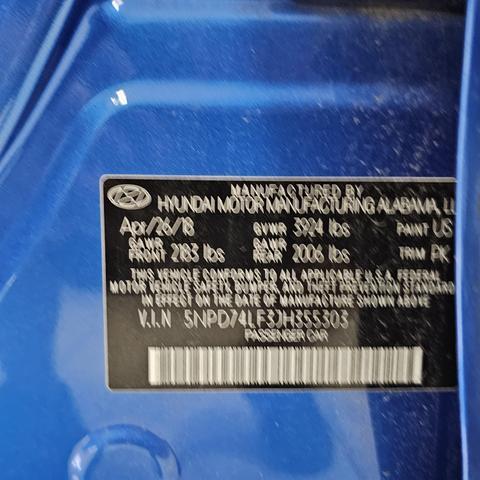 MANUFACTURED BY
HYUNDAI MOTOR MANUFACTURING ALABAMA, LL
Apr/26/18 GVWR 3924 lbs PAINT US
GAWR FRONT 2183 lbs GAWR REAR 2006 lbs TRIM PK
THIS VEHICLE CONFORMS TO ALL APPLICABLE U.S.A. FEDERAL
MOTOR VEHICLE SAFETY, BUMPER, AND THEFT PREVENTION
STANDARDS IN EFFECT ON THE DATE OF MANUFACTURE SHOWN
ABOVE
V.I.N 5NPD74LF3JH355303
PASSENGER CAR